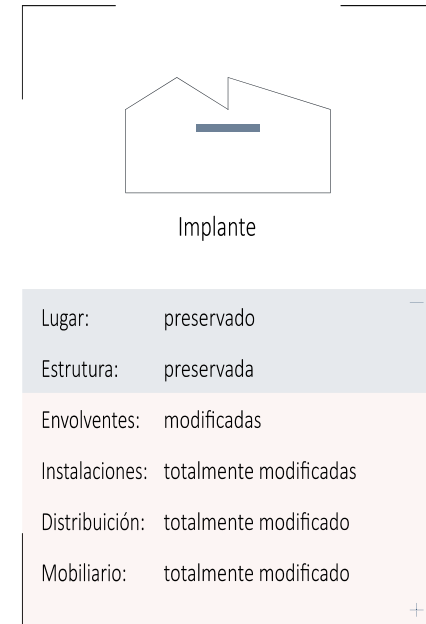 Implante
Lugar: preservado
Estrutura: preservada
Envolventes: modificadas
Instalaciones: totalmente modificadas
Distribuición: totalmente modificado
Mobiliario: totalmente modificado